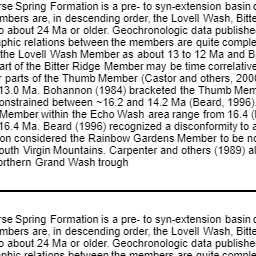 rse Spring Formation is a pre- to syn-extension basin
mbers are, in descending order, the Lovell Wash, Bitte
o about 24 Ma or older. Geochronologic data publishe
phic relations between the members are quite comple
the Lovell Wash Member as about 13 to 12 Ma and B
art of the Bitter Ridge Member may be time correlative
r parts of the Thumb Member (Castor and others, 200
13.0 Ma. Bohannon (1984) bracketed the Thumb Mem
onstrained between ~16.2 and 14.2 Ma (Beard, 1996).
Member within the Echo Wash area range from 16.4 (
16.4 Ma. Beard (1996) recognized a disconformity to a
on considered the Rainbow Gardens Member to be no
outh Virgin Mountains. Carpenter and others (1989) al
orthern Grand Wash trough
rse Spring Formation is a pre- to syn-extension basin
mbers are, in descending order, the Lovell Wash, Bitte
o about 24 Ma or older. Geochronologic data publishe
phic relations between the members are quite comple